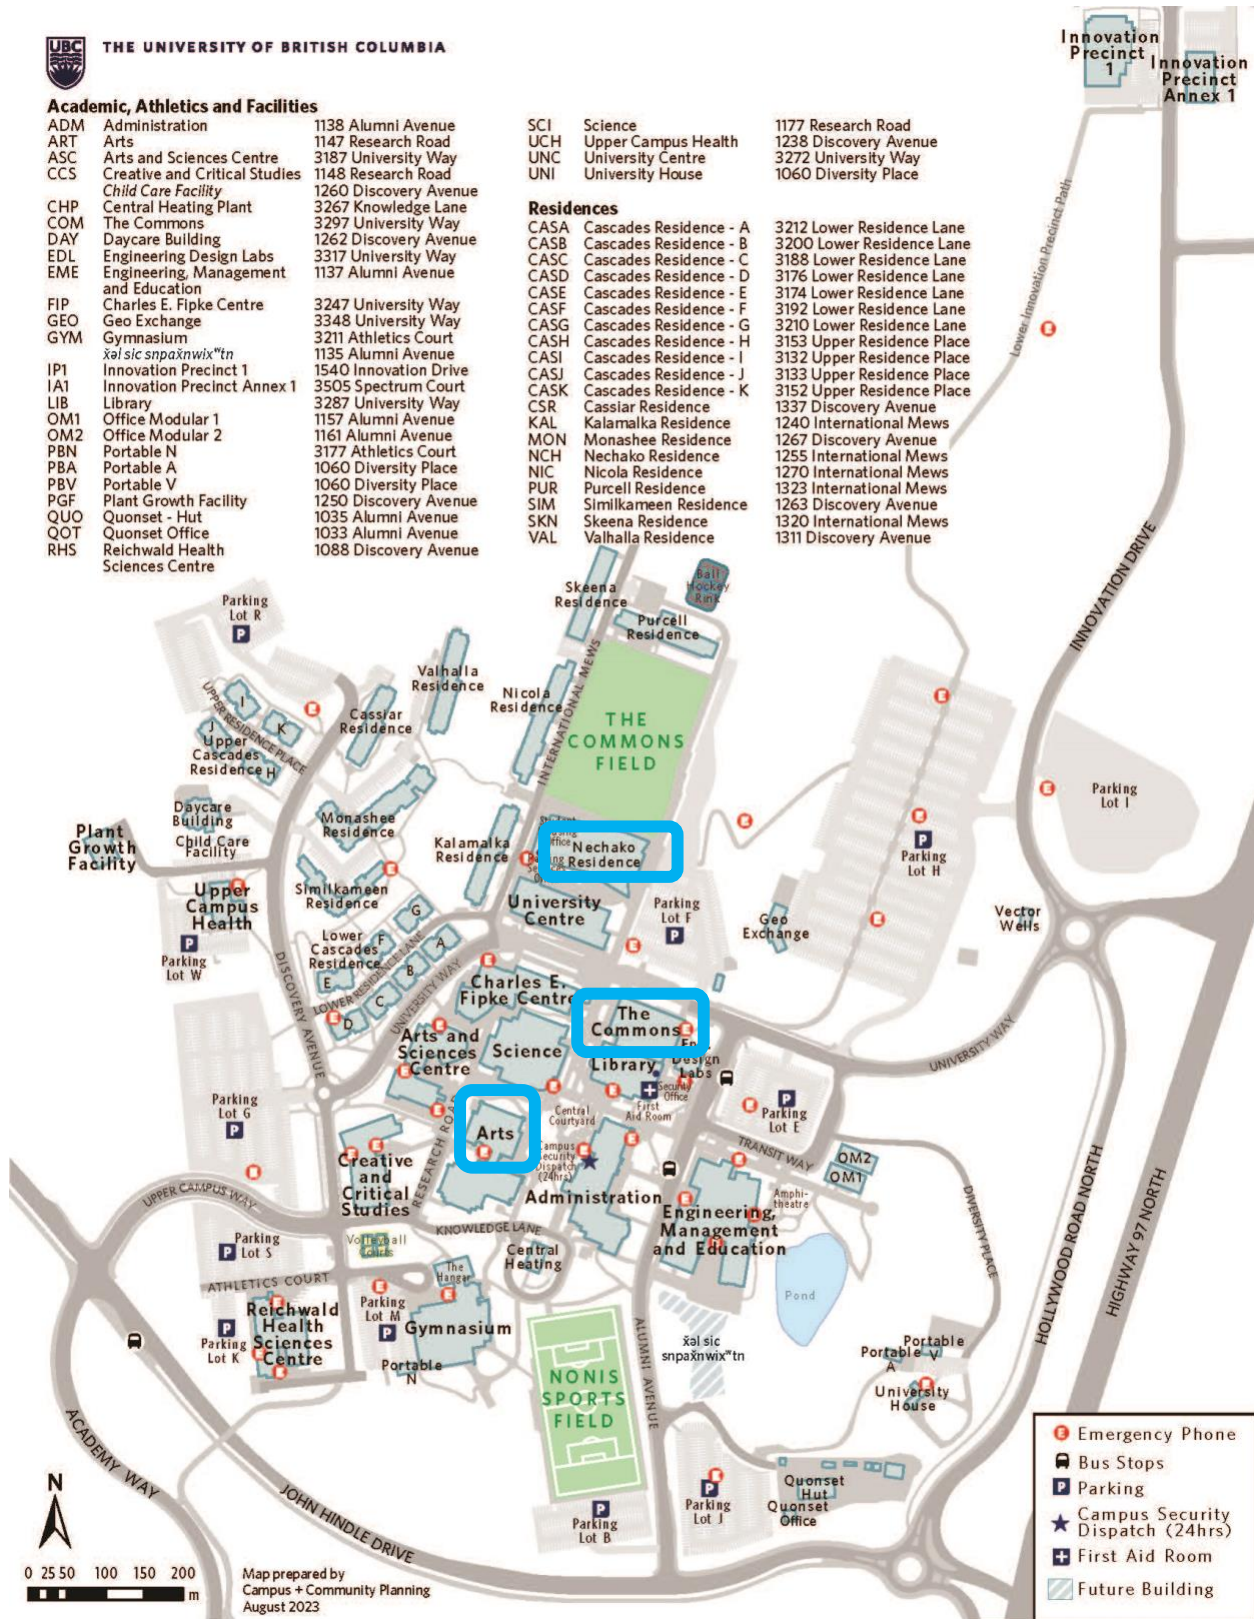 UBC
THE UNIVERSITY OF BRITISH COLUMBIA
Academic, Athletics and Facilities
ADM Administration 1138 Alumni Avenue
ART Arts 1147 Research Road
ASC Arts and Sciences Centre 3187 University Way
CCS Creative and Critical Studies 1148 Research Road
Child Care Facility 1260 Discovery Avenue
CHP Central Heating Plant 3267 Knowledge Lane
COM The Commons 3297 University Way
DAY Daycare Building 1262 Discovery Avenue
EDL Engineering Design Labs 3317 University Way
EME Engineering, Management 1137 Alumni Avenue
and Education
FIP Charles E. Fipke Centre 3247 University Way
GEO Geo Exchange 3348 University Way
GYM Gymnasium 3211 Athletics Court
x̌əl sic snpax̌nwixʷtn 1135 Alumni Avenue
IP1 Innovation Precinct 1 1540 Innovation Drive
IA1 Innovation Precinct Annex 1 3505 Spectrum Court
LIB Library 3287 University Way
OM1 Office Modular 1 1157 Alumni Avenue
OM2 Office Modular 2 1161 Alumni Avenue
PBN Portable N 3177 Athletics Court
PBA Portable A 1060 Diversity Place
PBV Portable V 1060 Diversity Place
PGF Plant Growth Facility 1250 Discovery Avenue
QUO Quonset - Hut 1035 Alumni Avenue
QOT Quonset Office 1033 Alumni Avenue
RHS Reichwald Health 1088 Discovery Avenue
Sciences Centre
SCI Science 1177 Research Road
UCH Upper Campus Health 1238 Discovery Avenue
UNC University Centre 3272 University Way
UNI University House 1060 Diversity Place
Residences
CASA Cascades Residence - A 3212 Lower Residence Lane
CASB Cascades Residence - B 3200 Lower Residence Lane
CASC Cascades Residence - C 3188 Lower Residence Lane
CASD Cascades Residence - D 3176 Lower Residence Lane
CASE Cascades Residence - E 3174 Lower Residence Lane
CASF Cascades Residence - F 3192 Lower Residence Lane
CASG Cascades Residence - G 3210 Lower Residence Lane
CASH Cascades Residence - H 3153 Upper Residence Place
CASI Cascades Residence - I 3132 Upper Residence Place
CASJ Cascades Residence - J 3133 Upper Residence Place
CASK Cascades Residence - K 3152 Upper Residence Place
CSR Cassiar Residence 1337 Discovery Avenue
KAL Kalamalka Residence 1240 International Mews
MON Monashee Residence 1267 Discovery Avenue
NCH Nechako Residence 1255 International Mews
NIC Nicola Residence 1270 International Mews
PUR Purcell Residence 1323 International Mews
SIM Similkameen Residence 1263 Discovery Avenue
SKN Skeena Residence 1320 International Mews
VAL Valhalla Residence 1311 Discovery Avenue
Innovation
Precinct
1
Innovation
Precinct
Annex 1
Lower Innovation Precinct Path
INNOVATION DRIVE
Parking
Lot R
P
Skeena
Residence
Ball
Hockey
Rink
Purcell
Residence
Valhalla
Residence
Nicola
Residence
INTERNATIONAL MEWS
THE
COMMONS
FIELD
Cassiar
Residence
UPPER RESIDENCE PLACE
I
K
J
H
Upper
Cascades
Residence
Daycare
Building
Child Care
Facility
Plant
Growth
Facility
Monashee
Residence
Kalamalka
Residence
Nechako
Residence
Parking
Lot I
P
Parking
Lot H
Upper
Campus
Health
Similkameen
Residence
University
Centre
Parking
Lot F
P
Geo
Exchange
Vector
Wells
P
Parking
Lot W
DISCOVERY AVENUE
Lower
Cascades
Residence
G
F
A
E
B
C
D
LOWER RESIDENCE LANE
UNIVERSITY WAY
Charles E.
Fipke Centre
The
Commons
Arts and
Sciences
Centre
Science
Library
Design
Labs
Security
Office
First
Aid Room
UNIVERSITY WAY
Parking
Lot G
P
P
Parking
Lot E
Central
Courtyard
Arts
RESEARCH ROAD
Campus
Security
Dispatch
(24hrs)
TRANSIT WAY
OM2
OM1
Creative
and
Critical
Studies
Administration
Engineering,
Management
and Education
Amphi-
theatre
DIVERSITY PLACE
HOLLYWOOD ROAD NORTH
HIGHWAY 97 NORTH
UPPER CAMPUS WAY
P
Parking
Lot S
Volleyball
Courts
KNOWLEDGE LANE
Central
Heating
ATHLETICS COURT
The
Hangar
Pond
Reichwald
Health
Sciences
Centre
P
Parking
Lot K
Parking
Lot M
P
Gymnasium
Portable
N
NONIS
SPORTS
FIELD
ALUMNI AVENUE
x̌əl sic
snpax̌nwixʷtn
Portable
A
Portable
V
University
House
ACADEMY WAY
JOHN HINDLE DRIVE
P
Parking
Lot B
P
Parking
Lot J
Quonset
Hut
Quonset
Office
E Emergency Phone
Bus Stops
P Parking
Campus Security
Dispatch (24hrs)
First Aid Room
Future Building
N
0 25 50 100 150 200
m
Map prepared by
Campus + Community Planning
August 2023